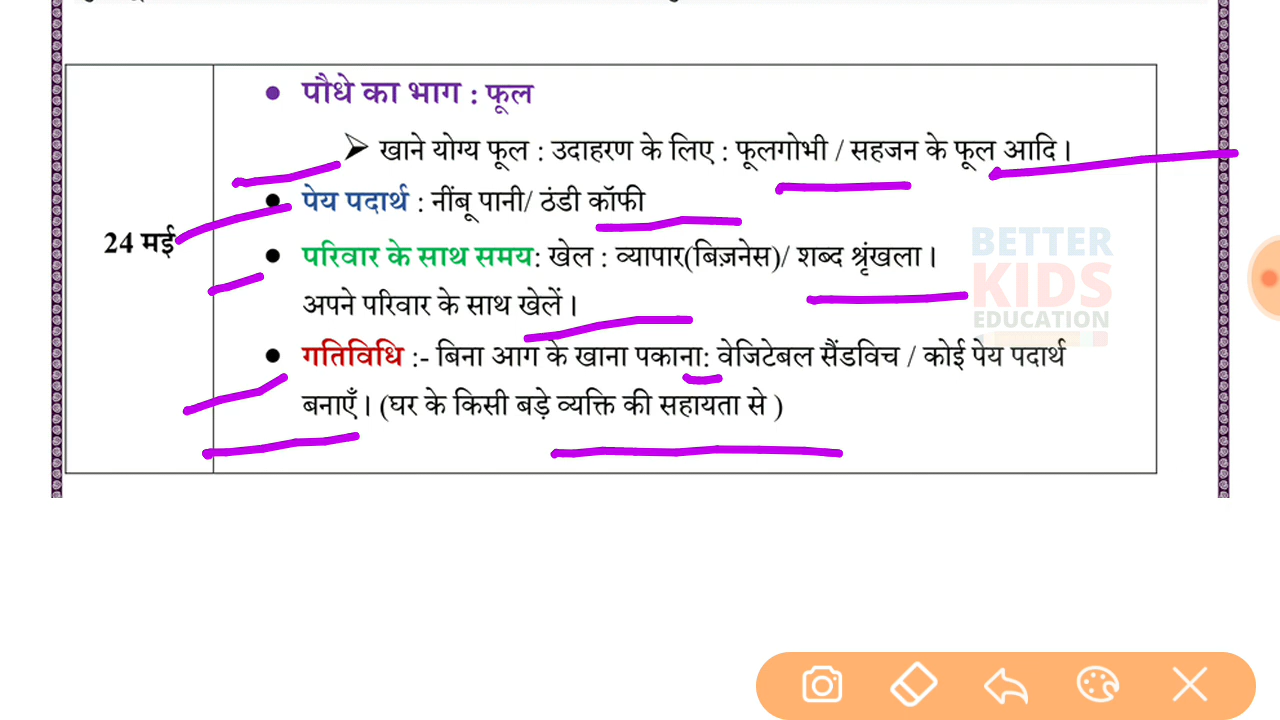 पौधे का भाग : फूल
खाने योग्य फूल : उदाहरण के लिए : फूलगोभी / सहजन के फूल आदि।
पेय पदार्थ : नींबू पानी/ ठंडी कॉफी
24 मई
परिवार के साथ समय: खेल : व्यापार(बिज़नेस)/ शब्द श्रृंखला।
अपने परिवार के साथ खेलें।
गतिविधि :- बिना आग के खाना पकाना: वेजिटेबल सैंडविच / कोई पेय पदार्थ
बनाएँ। (घर के किसी बड़े व्यक्ति की सहायता से )
BETTER
KIDS
EDUCATION